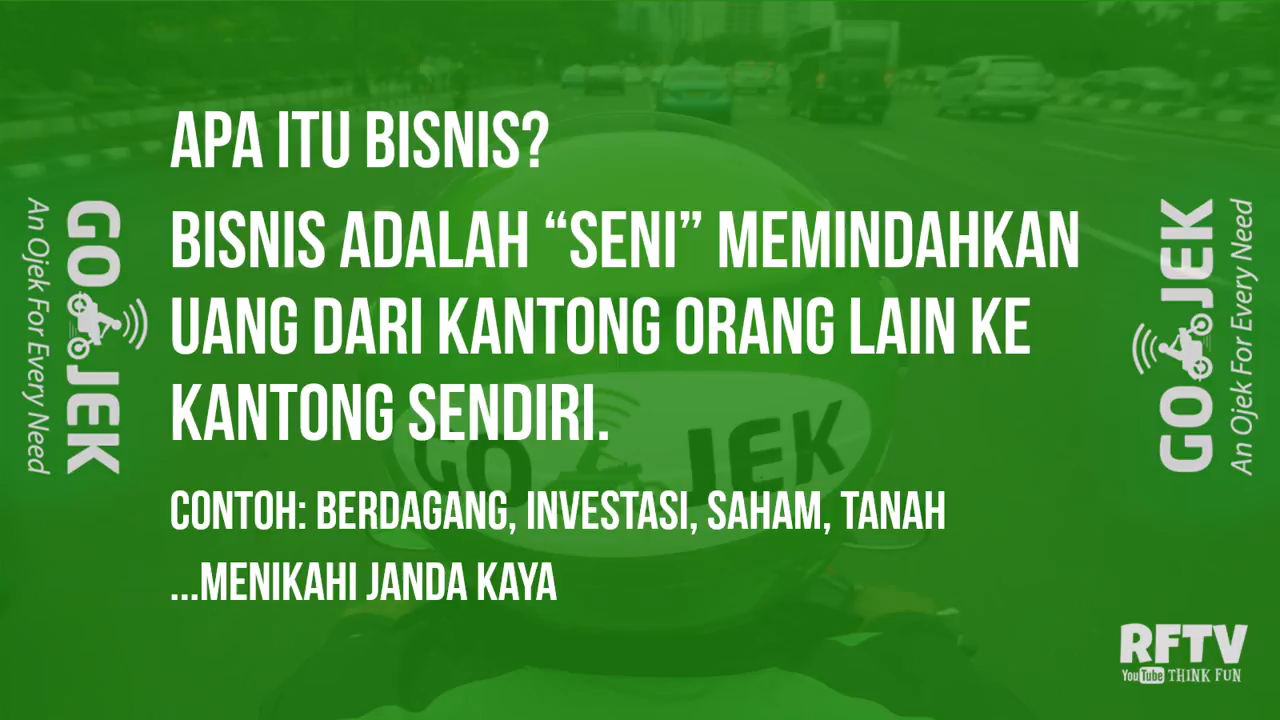 APA ITU BISNIS?
BISNIS ADALAH “SENI” MEMINDAHKAN
UANG DARI KANTONG ORANG LAIN KE
KANTONG SENDIRI.
CONTOH: BERDAGANG, INVESTASI, SAHAM, TANAH
...MENIKAHI JANDA KAYA
GO JEK
An Ojek For Every Need
GO JEK
An Ojek For Every Need
GO JEK
RFTV
YouTube THINK FUN